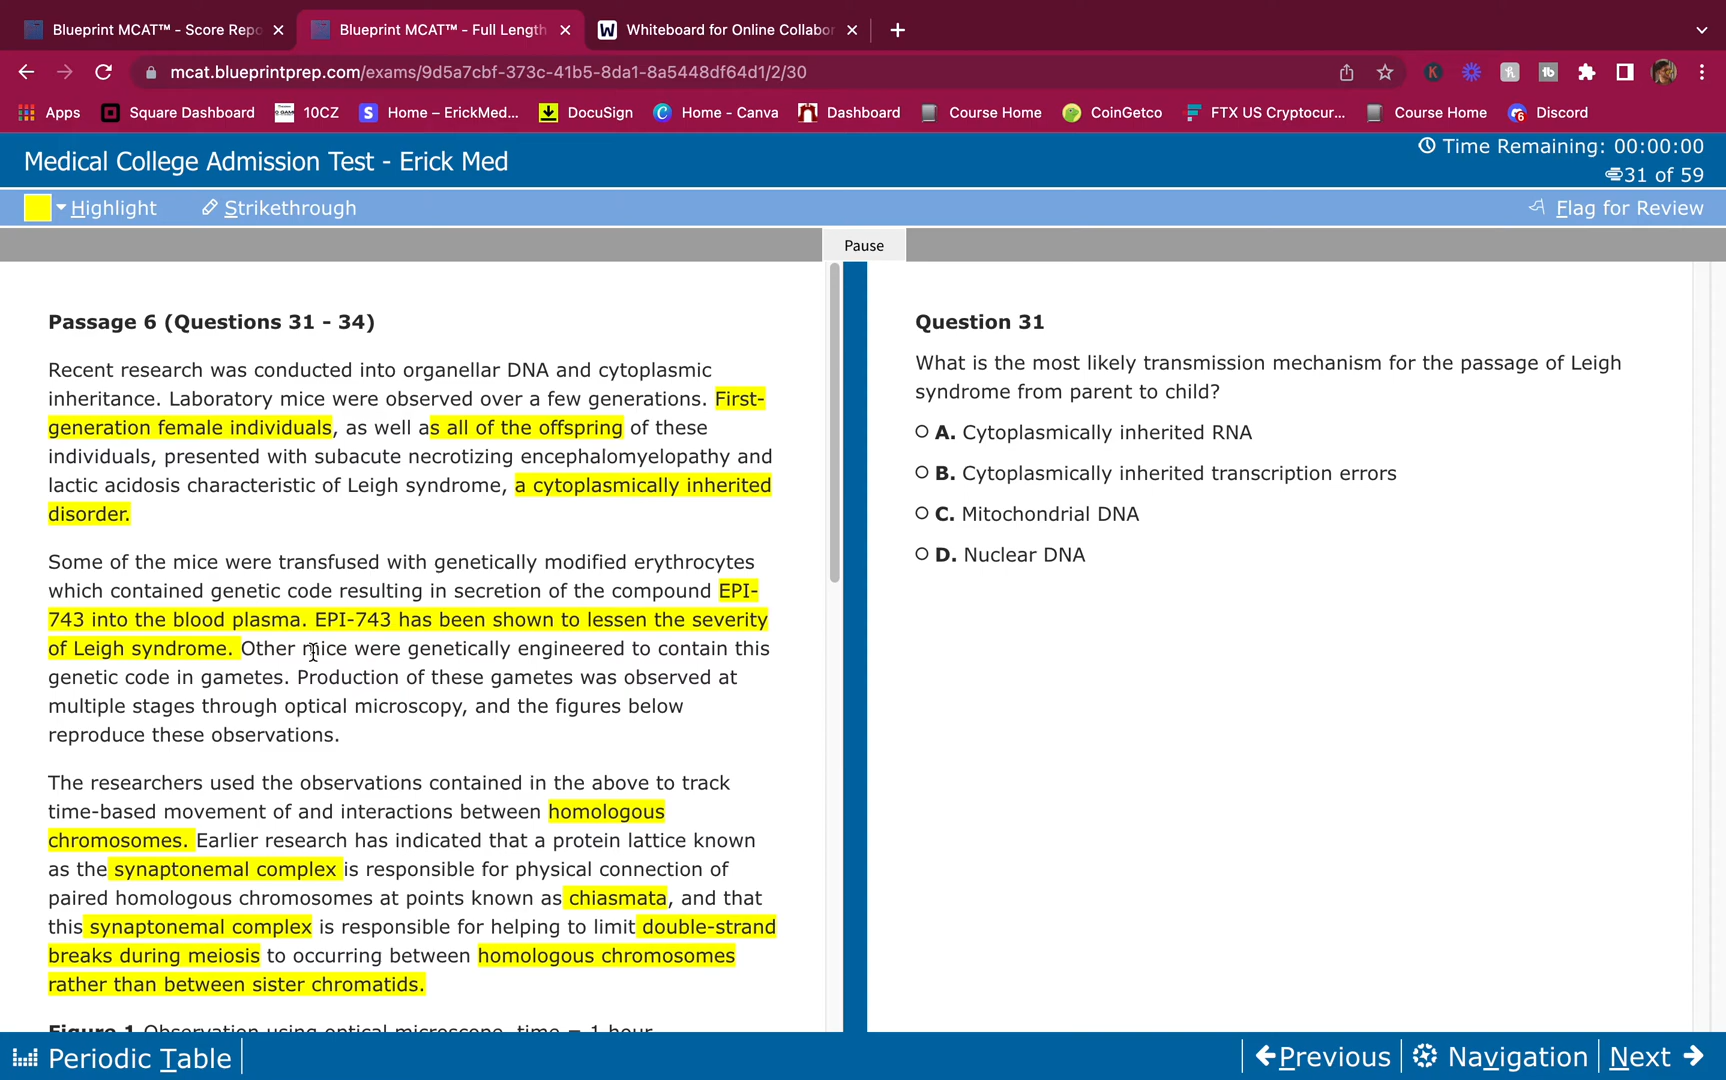 Blueprint MCAT™ - Score Repo
Blueprint MCAT™ - Full Length
Whiteboard for Online Collabor
mcat.blueprintprep.com/exams/9d5a7cbf-373c-41b5-8da1-8a5448df64d1/2/30
Apps Square Dashboard 10CZ Home – ErickMed... DocuSign Home - Canva Dashboard Course Home CoinGetco FTX US Cryptocur... Course Home Discord
Medical College Admission Test - Erick Med
Time Remaining: 00:00:00
31 of 59
Highlight Strikethrough
Flag for Review
Pause
Passage 6 (Questions 31 - 34)
Recent research was conducted into organellar DNA and cytoplasmic
inheritance. Laboratory mice were observed over a few generations. First-
generation female individuals, as well as all of the offspring of these
individuals, presented with subacute necrotizing encephalomyelopathy and
lactic acidosis characteristic of Leigh syndrome, a cytoplasmically inherited
disorder.
Some of the mice were transfused with genetically modified erythrocytes
which contained genetic code resulting in secretion of the compound EPI-
743 into the blood plasma. EPI-743 has been shown to lessen the severity
of Leigh syndrome. Other mice were genetically engineered to contain this
genetic code in gametes. Production of these gametes was observed at
multiple stages through optical microscopy, and the figures below
reproduce these observations.
The researchers used the observations contained in the above to track
time-based movement of and interactions between homologous
chromosomes. Earlier research has indicated that a protein lattice known
as the synaptonemal complex is responsible for physical connection of
paired homologous chromosomes at points known as chiasmata, and that
this synaptonemal complex is responsible for helping to limit double-strand
breaks during meiosis to occurring between homologous chromosomes
rather than between sister chromatids.
Figure 1 Observation using optical microscope, time = 1 hour
Question 31
What is the most likely transmission mechanism for the passage of Leigh
syndrome from parent to child?
A. Cytoplasmically inherited RNA
B. Cytoplasmically inherited transcription errors
C. Mitochondrial DNA
D. Nuclear DNA
Periodic Table
Previous Navigation Next